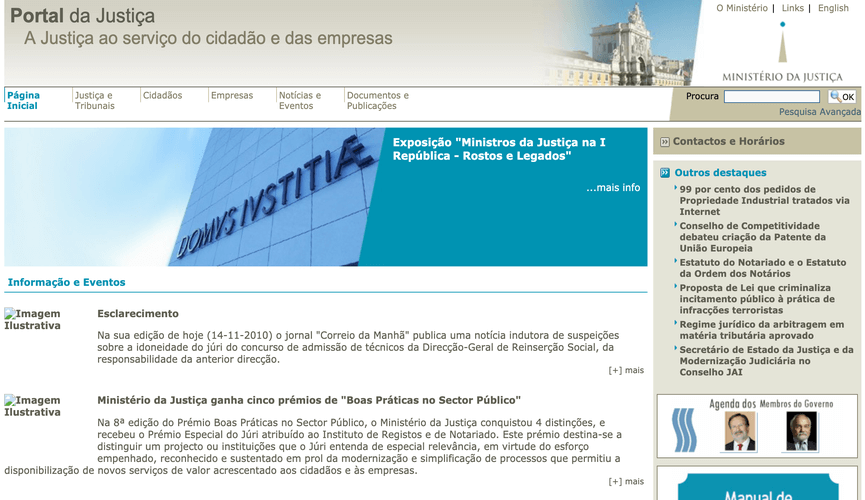 Portal da Justiça
A Justiça ao serviço do cidadão e das empresas
O Ministério | Links | English
MINISTÉRIO DA JUSTIÇA
Página
Inicial
Justiça e
Tribunais
Cidadãos
Empresas
Notícias e
Eventos
Documentos e
Publicações
Procura
OK
Pesquisa Avançada
DOMVS IVSTITIÆ
Exposição "Ministros da Justiça na I
República - Rostos e Legados"
...mais info
Informação e Eventos
Imagem
Ilustrativa
Esclarecimento
Na sua edição de hoje (14-11-2010) o jornal "Correio da Manhã" publica uma notícia indutora de suspeições
sobre a idoneidade do júri do concurso de admissão de técnicos da Direcção-Geral de Reinserção Social, da
responsabilidade da anterior direcção.
[+] mais
Imagem
Ilustrativa
Ministério da Justiça ganha cinco prémios de "Boas Práticas no Sector Público"
Na 8ª edição do Prémio Boas Práticas no Sector Público, o Ministério da Justiça conquistou 4 distinções, e
recebeu o Prémio Especial do Júri atribuído ao Instituto de Registos e de Notariado. Este prémio destina-se a
distinguir um projecto ou instituições que o Júri entenda de especial relevância, em virtude do esforço
empenhado, reconhecido e sustentado em prol da modernização e simplificação de processos que permitiu a
disponibilização de novos serviços de valor acrescentado aos cidadãos e às empresas.
[+] mais
Contactos e Horários
Outros destaques
99 por cento dos pedidos de
Propriedade Industrial tratados via
Internet
Conselho de Competitividade
debateu criação da Patente da
União Europeia
Estatuto do Notariado e o Estatuto
da Ordem dos Notários
Proposta de Lei que criminaliza
incitamento público à prática de
infracções terroristas
Regime jurídico da arbitragem em
matéria tributária aprovado
Secretário de Estado da Justiça e da
Modernização Judiciária no
Conselho JAI
Agenda dos Membros do Governo
Manual de